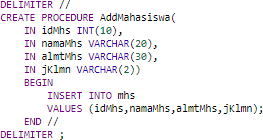 DELIMITER //
CREATE PROCEDURE AddMahasiswa(
IN idMhs INT(10),
IN namaMhs VARCHAR(20),
IN almtMhs VARCHAR(30),
IN jKlmn VARCHAR(2))
BEGIN
INSERT INTO mhs
VALUES (idMhs,namaMhs,almtMhs,jKlmn);
END //
DELIMITER ;